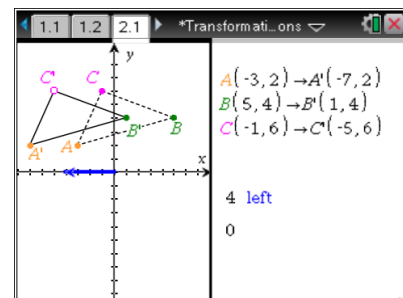 1.1 1.2 2.1 *Transformati...ons
y
C' C
B' B
A' A
x
A(-3,2)→A'(-7,2)
B(5,4)→B'(1,4)
C(-1,6)→C'(-5,6)
4 left
0